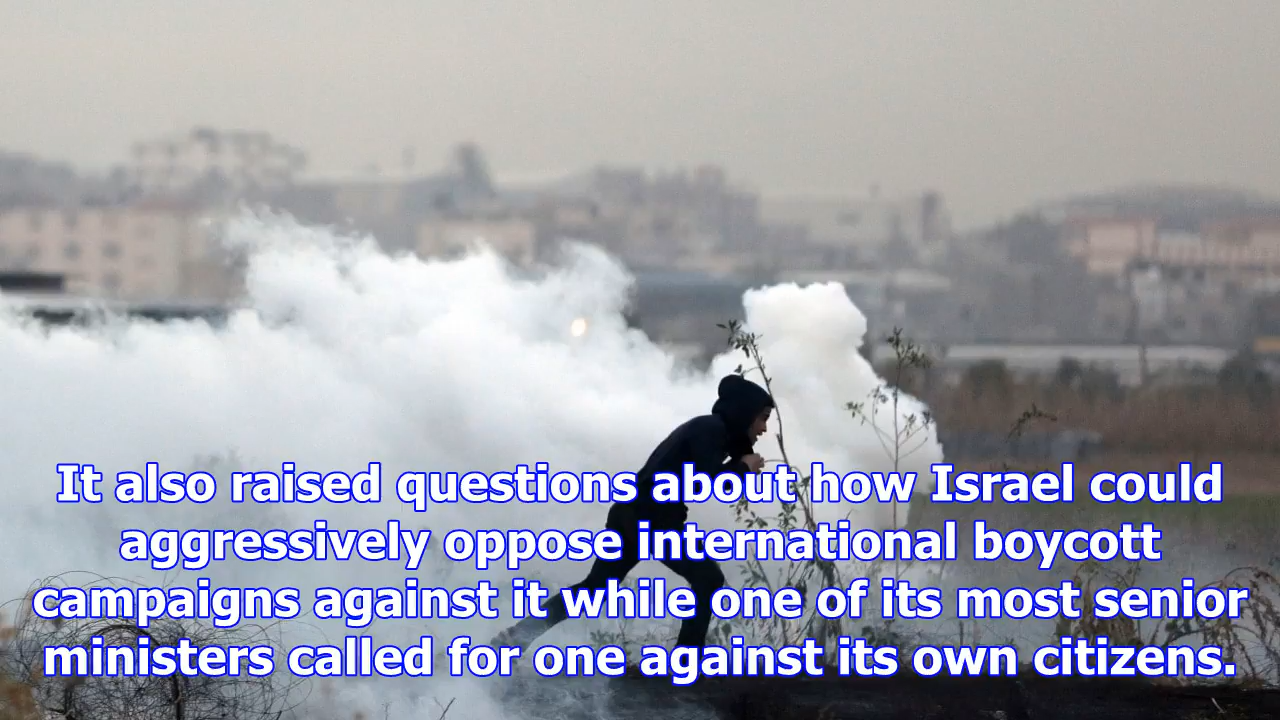 It also raised questions about how Israel could
aggressively oppose international boycott
campaigns against it while one of its most senior
ministers called for one against its own citizens.